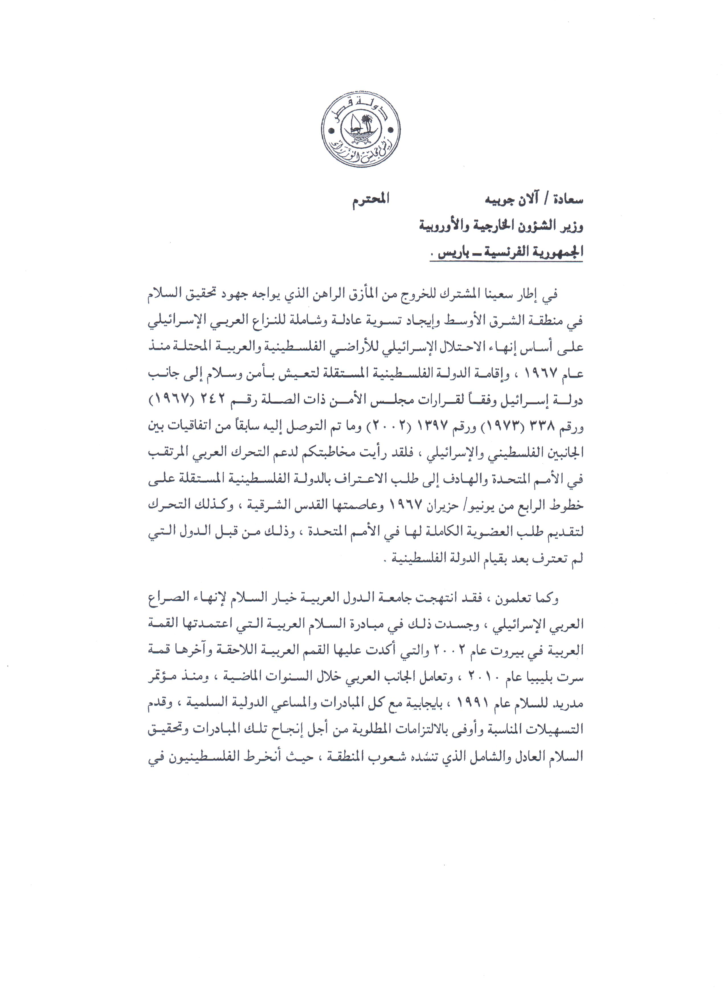 دولة قطر
رئيس مجلس الوزراء
سعادة / آلان جوبيه المحترم
وزير الشؤون الخارجية والأوروبية
الجمهورية الفرنسية – باريس .
في إطار سعينا المشترك للخروج من المأزق الراهن الذي يواجه جهود تحقيق السلام
في منطقة الشرق الأوسط وإيجاد تسوية عادلة وشاملة للنزاع العربي الإسرائيلي
على أساس إنهاء الاحتلال الإسرائيلي للأراضي الفلسطينية والعربية المحتلة منذ
عام ١٩٦٧ ، وإقامة الدولة الفلسطينية المستقلة لتعيش بأمن وسلام إلى جانب
دولة إسرائيل وفقاً لقرارات مجلس الأمن ذات الصلة رقم ٢٤٢ (١٩٦٧)
ورقم ٣٣٨ (١٩٧٣) ورقم ١٣٩٧ (٢٠٠٢) وما تم التوصل إليه سابقاً من اتفاقيات بين
الجانبين الفلسطيني والإسرائيلي ، فلقد رأيت مخاطبتكم لدعم التحرك العربي المرتقب
في الأمم المتحدة والهادف إلى طلب الاعتراف بالدولة الفلسطينية المستقلة على
خطوط الرابع من يونيو/ حزيران ١٩٦٧ وعاصمتها القدس الشرقية ، وكذلك التحرك
لتقديم طلب العضوية الكاملة لها في الأمم المتحدة ، وذلك من قبل الدول التي
لم تعترف بعد بقيام الدولة الفلسطينية .
وكما تعلمون ، فقد انتهجت جامعة الدول العربية خيار السلام لإنهاء الصراع
العربي الإسرائيلي ، وجسدت ذلك في مبادرة السلام العربية التي اعتمدتها القمة
العربية في بيروت عام ٢٠٠٢ والتي أكدت عليها القمم العربية اللاحقة وآخرها قمة
سرت بليبيا عام ٢٠١٠ ، وتعامل الجانب العربي خلال السنوات الماضية ، ومنذ مؤتمر
مدريد للسلام عام ١٩٩١ ، بايجابية مع كل المبادرات والمساعي الدولية السلمية ، وقدم
التسهيلات المناسبة وأوفى بالالتزامات المطلوبة من أجل إنجاح تلك المبادرات وتحقيق
السلام العادل والشامل الذي تنشده شعوب المنطقة ، حيث أنخرط الفلسطينيون في